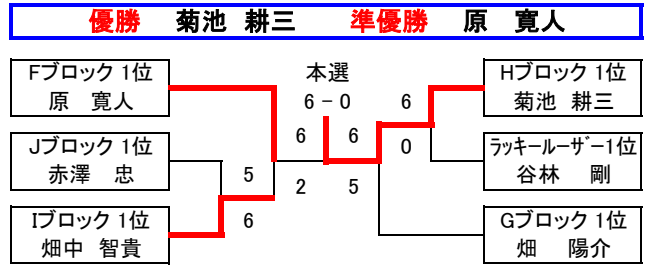 優勝 菊池 耕三 準優勝 原 寛人
Fブロック 1位
原 寛人
本選
6－0
6
Hブロック 1位
菊池 耕三
6
6
0
Jブロック 1位
赤澤 忠
ラッキールーザー1位
谷林 剛
5
2
5
Iブロック 1位
畑中 智貴
6
Gブロック 1位
畑 陽介